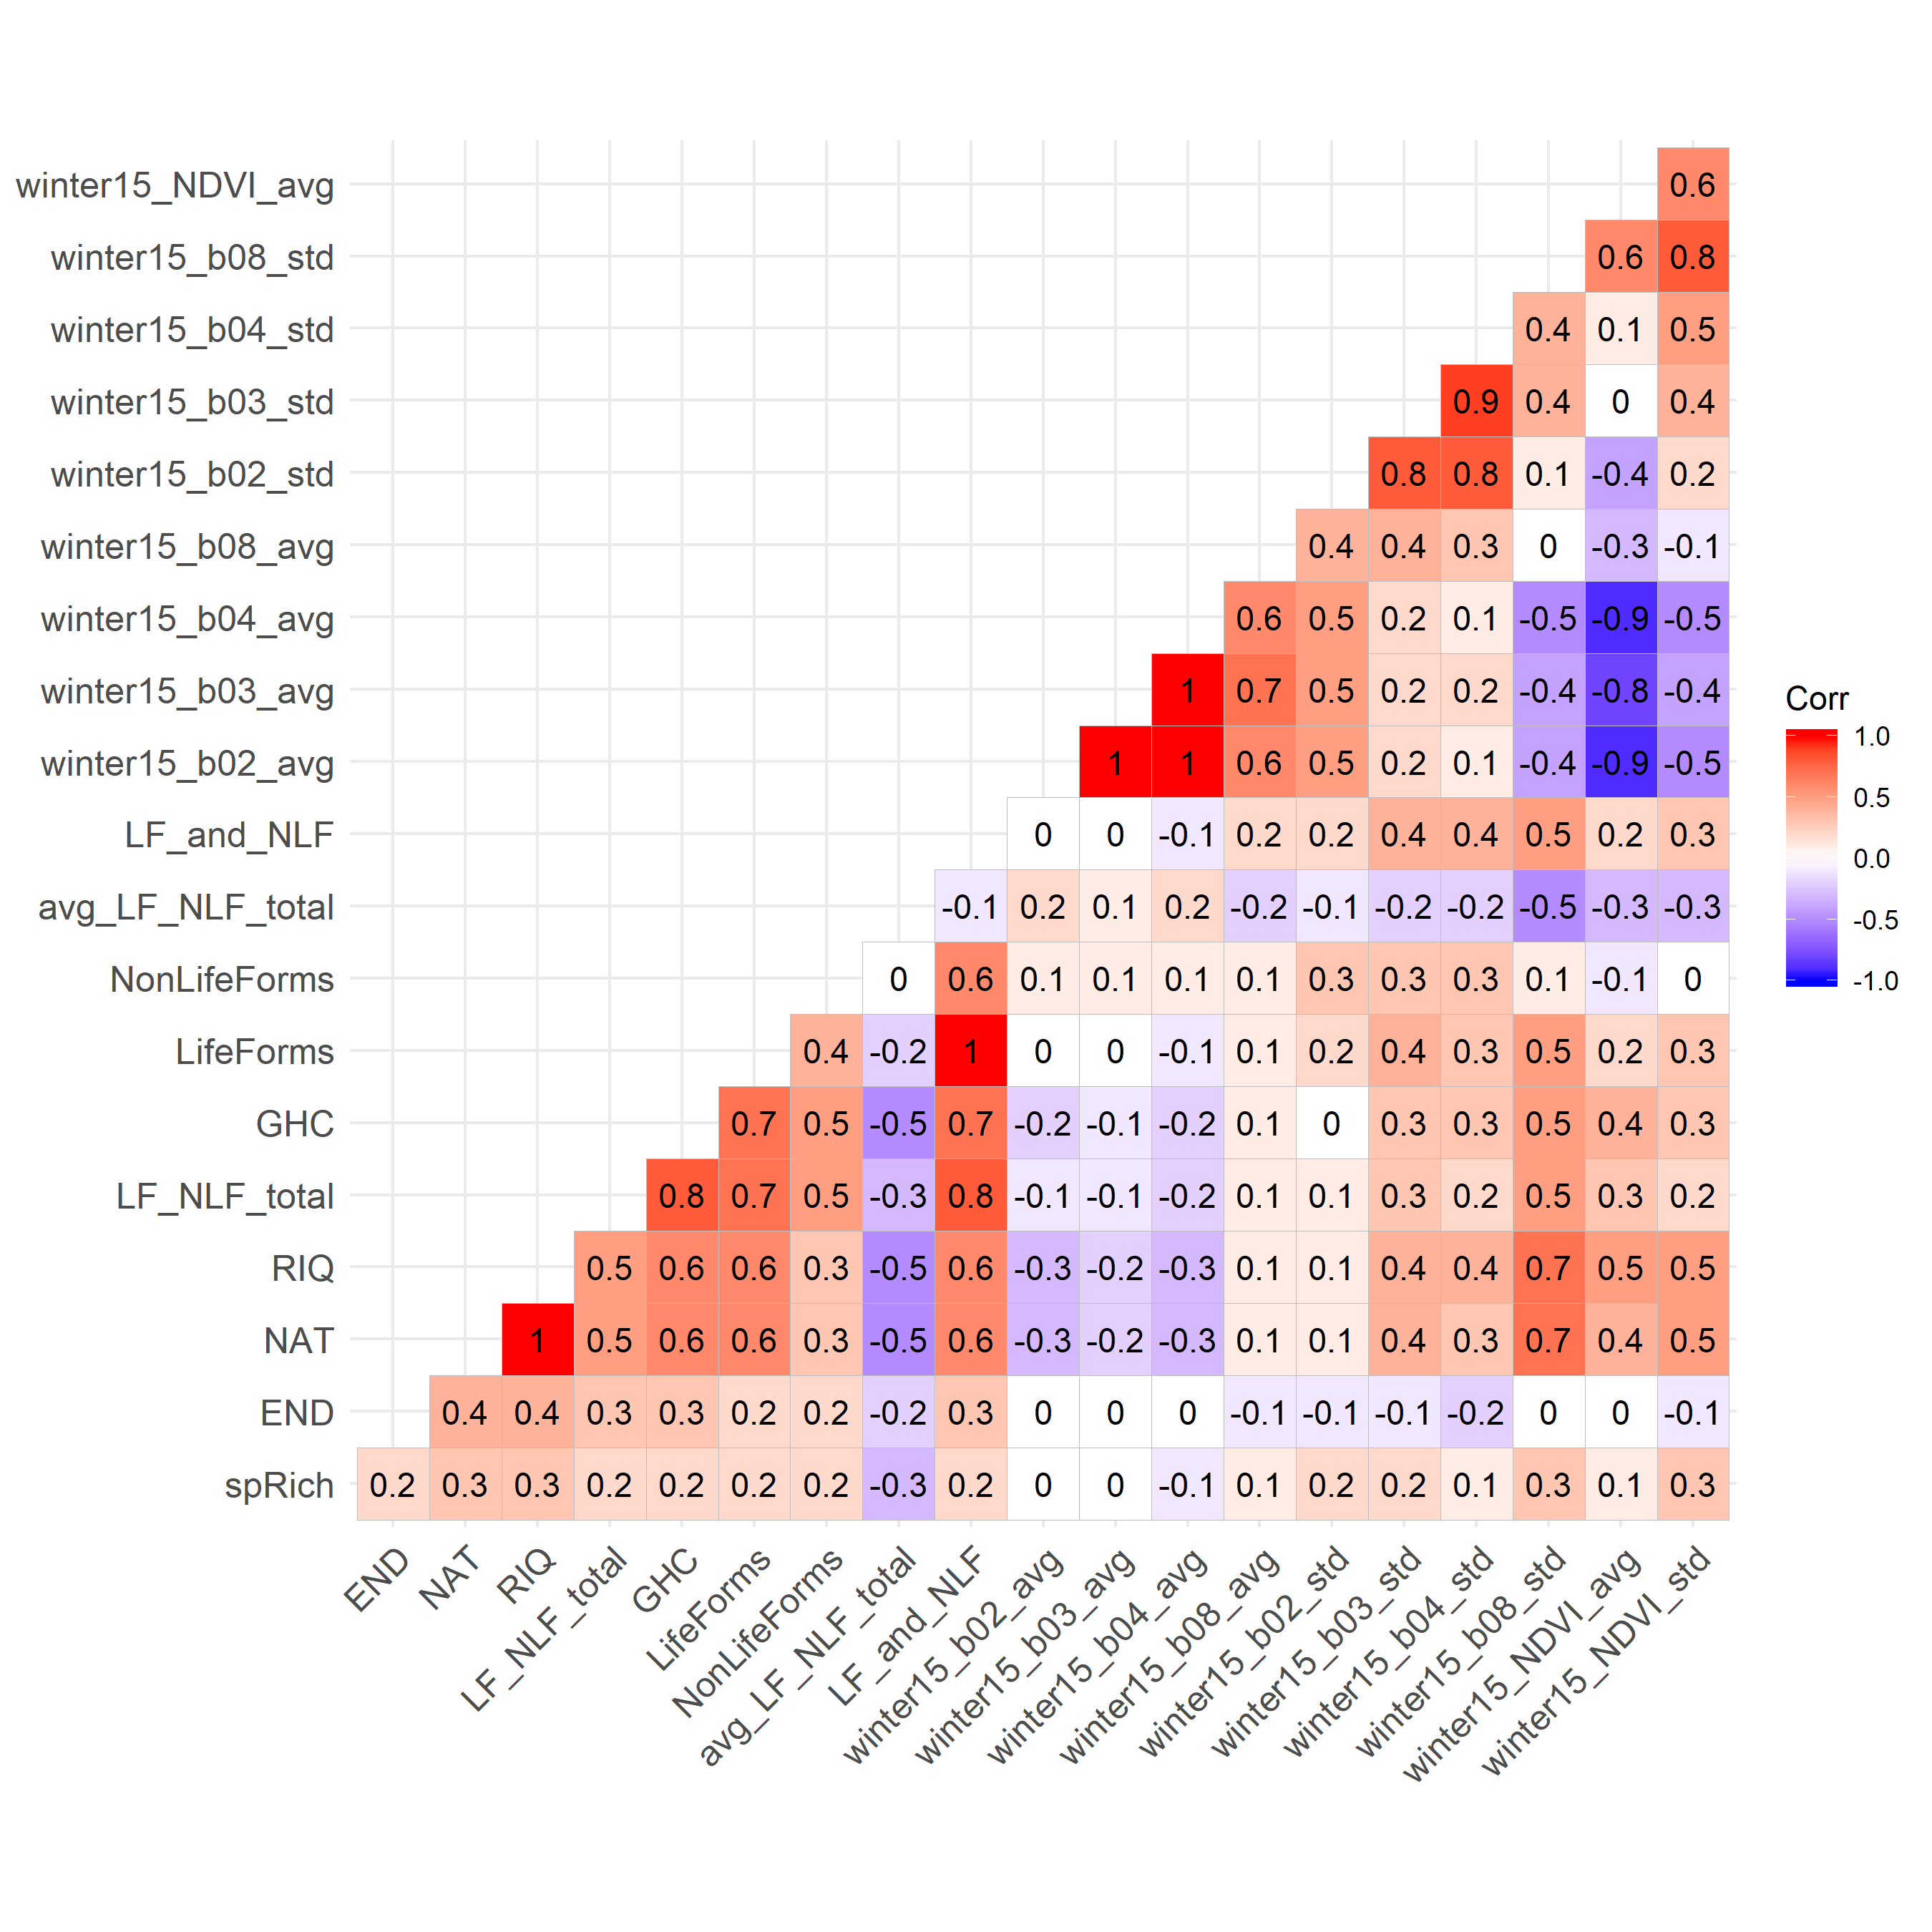 winter15_NDVI_avg 0.6
winter15_b08_std 0.6 0.8
winter15_b04_std 0.4 0.1 0.5
winter15_b03_std 0.9 0.4 0 0.4
winter15_b02_std 0.8 0.8 0.1 -0.4 0.2
winter15_b08_avg 0.4 0.4 0.3 0 -0.3 -0.1
winter15_b04_avg 0.6 0.5 0.2 0.1 -0.5 -0.9 -0.5
winter15_b03_avg 1 0.7 0.5 0.2 0.2 -0.4 -0.8 -0.4
winter15_b02_avg 1 1 0.6 0.5 0.2 0.1 -0.4 -0.9 -0.5
LF_and_NLF 0 0 -0.1 0.2 0.2 0.4 0.4 0.5 0.2 0.3
avg_LF_NLF_total -0.1 0.2 0.1 0.2 -0.2 -0.1 -0.2 -0.2 -0.5 -0.3 -0.3
NonLifeForms 0 0.6 0.1 0.1 0.1 0.1 0.3 0.3 0.3 0.1 -0.1 0
LifeForms 0.4 -0.2 1 0 0 -0.1 0.1 0.2 0.4 0.3 0.5 0.2 0.3
GHC 0.7 0.5 -0.5 0.7 -0.2 -0.1 -0.2 0.1 0 0.3 0.3 0.5 0.4 0.3
LF_NLF_total 0.8 0.7 0.5 -0.3 0.8 -0.1 -0.1 -0.2 0.1 0.1 0.3 0.2 0.5 0.3 0.2
RIQ 0.5 0.6 0.6 0.3 -0.5 0.6 -0.3 -0.2 -0.3 0.1 0.1 0.4 0.4 0.7 0.5 0.5
NAT 1 0.5 0.6 0.6 0.3 -0.5 0.6 -0.3 -0.2 -0.3 0.1 0.1 0.4 0.3 0.7 0.4 0.5
END 0.4 0.4 0.3 0.3 0.2 0.2 -0.2 0.3 0 0 0 -0.1 -0.1 -0.1 -0.2 0 0 -0.1
spRich 0.2 0.3 0.3 0.2 0.2 0.2 0.2 -0.3 0.2 0 0 -0.1 0.1 0.2 0.2 0.1 0.3 0.1 0.3
END
NAT
RIQ
LF_NLF_total
GHC
LifeForms
NonLifeForms
avg_LF_NLF_total
LF_and_NLF
winter15_b02_avg
winter15_b03_avg
winter15_b04_avg
winter15_b08_avg
winter15_b02_std
winter15_b03_std
winter15_b04_std
winter15_b08_std
winter15_NDVI_avg
winter15_NDVI_std
Corr
1.0
0.5
0.0
-0.5
-1.0